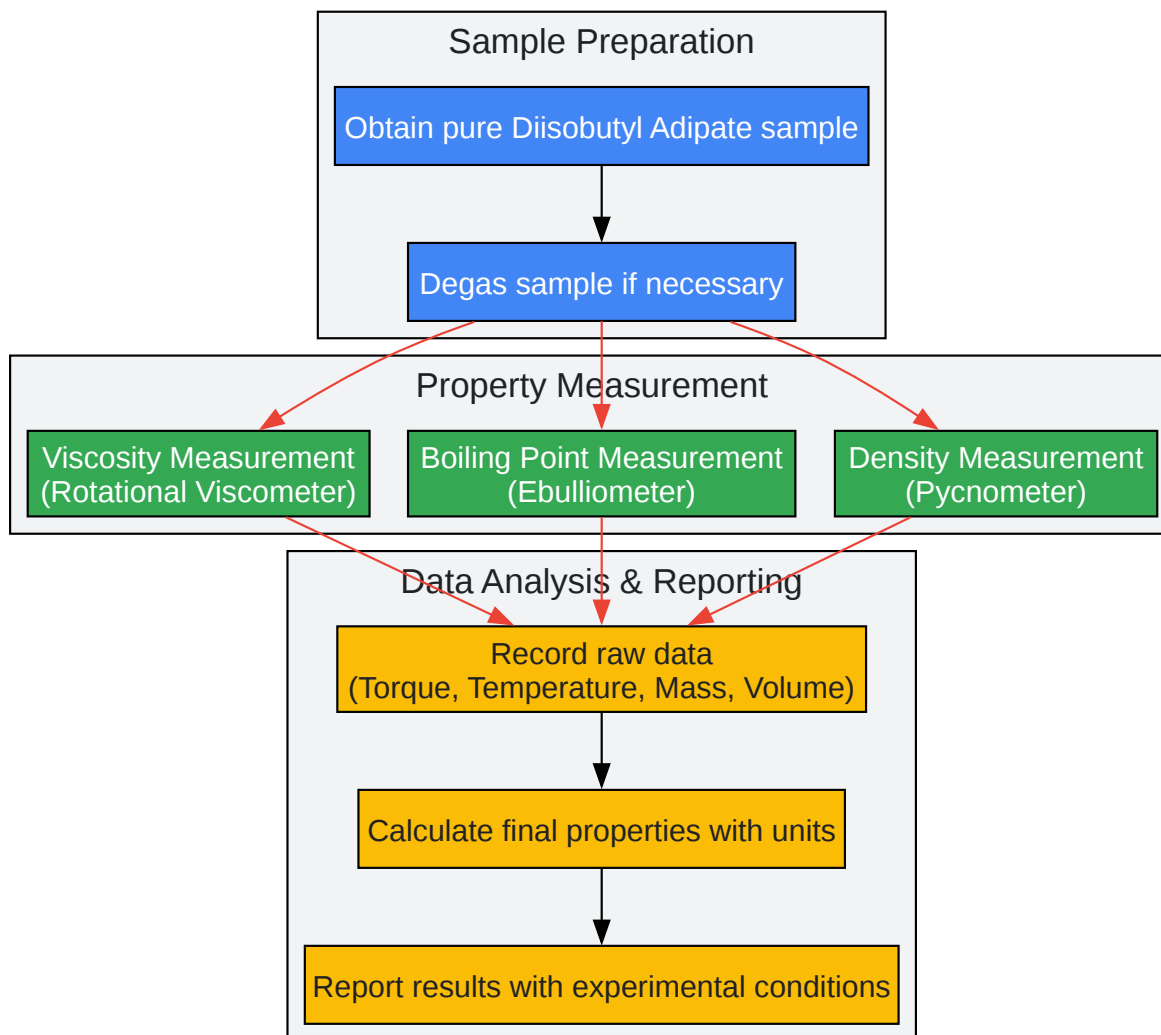 Sample Preparation
Obtain pure Diisobutyl Adipate sample
Degas sample if necessary
Property Measurement
Viscosity Measurement
(Rotational Viscometer)
Boiling Point Measurement
(Ebulliometer)
Density Measurement
(Pycnometer)
Data Analysis & Reporting
Record raw data
(Torque, Temperature, Mass, Volume)
Calculate final properties with units
Report results with experimental conditions